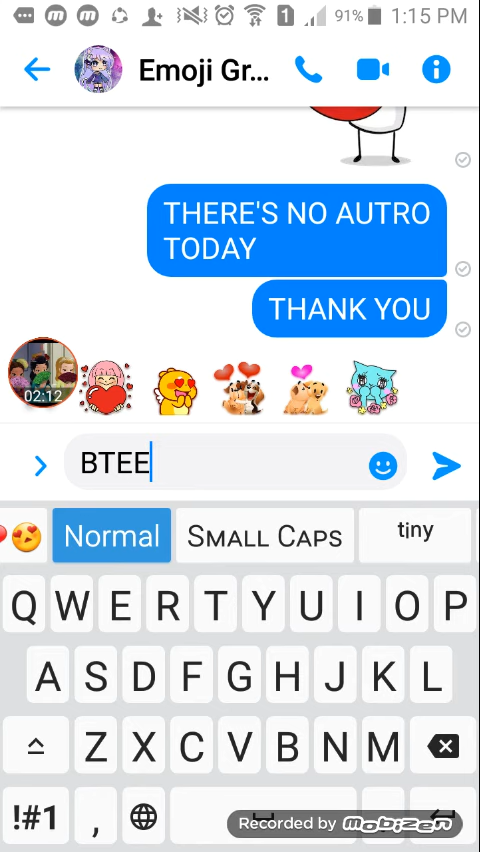 1 91% 1:15 PM
Emoji Gr...
THERE'S NO AUTRO
TODAY
THANK YOU
02:12
BTEE
Normal SMALL CAPS tiny
Q W E R T Y U I O P
A S D F G H J K L
Z X C V B N M
!#1 ,
Recorded by mobizen